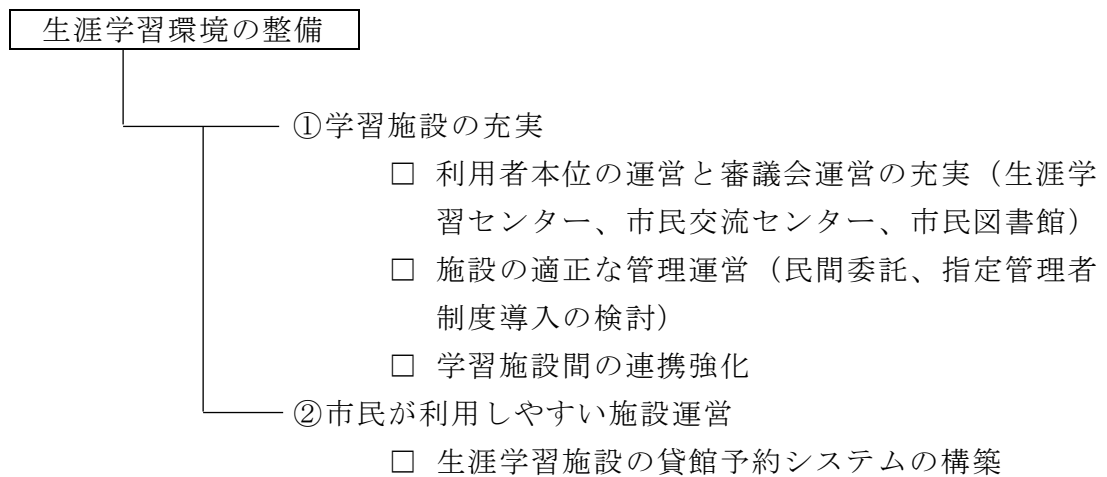 生涯学習環境の整備
①学習施設の充実
□ 利用者本位の運営と審議会運営の充実（生涯学
習センター、市民交流センター、市民図書館）
□ 施設の適正な管理運営（民間委託、指定管理者
制度導入の検討）
□ 学習施設間の連携強化
②市民が利用しやすい施設運営
□ 生涯学習施設の貸館予約システムの構築